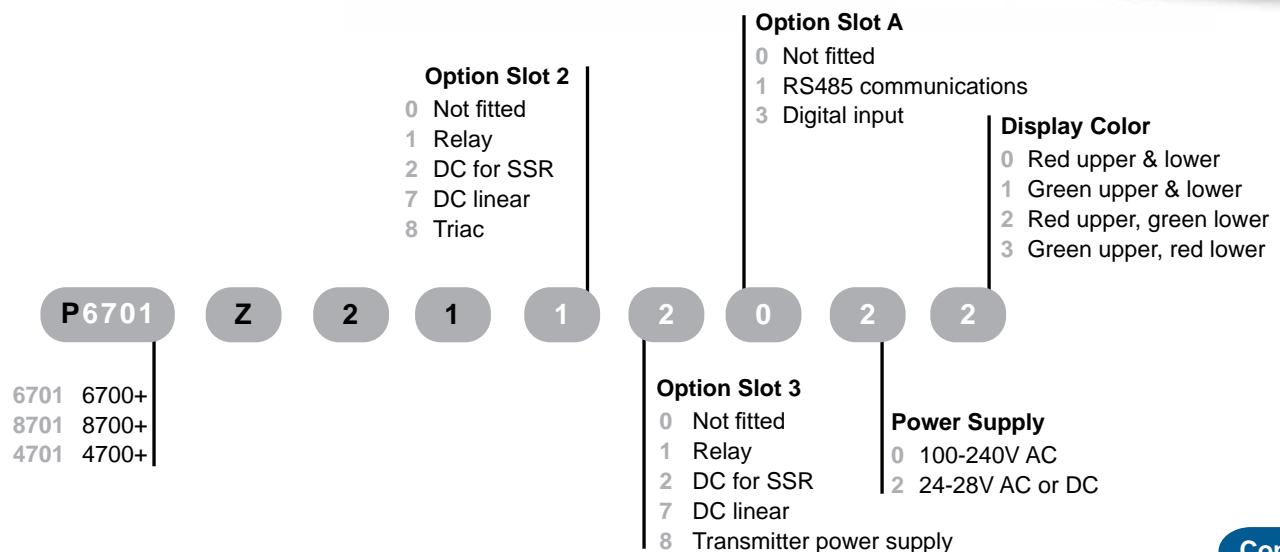 Option Slot A
0 Not fitted
1 RS485 communications
3 Digital input
Option Slot 2
0 Not fitted
1 Relay
2 DC for SSR
7 DC linear
8 Triac
Display Color
0 Red upper & lower
1 Green upper & lower
2 Red upper, green lower
3 Green upper, red lower
P6701 Z 2 1 1 2 0 2 2
6701 6700+
8701 8700+
4701 4700+
Option Slot 3
0 Not fitted
1 Relay
2 DC for SSR
7 DC linear
8 Transmitter power supply
Power Supply
0 100-240V AC
2 24-28V AC or DC